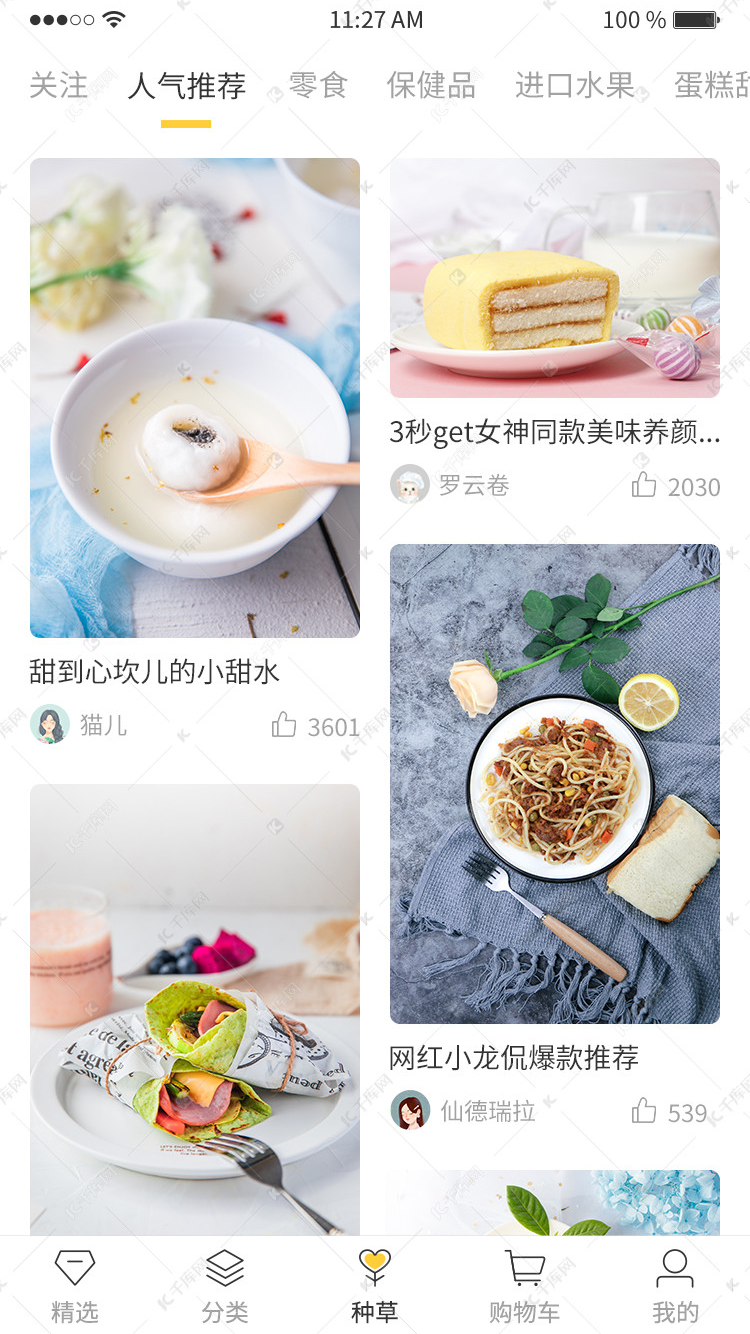 11:27 AM
100 %
关注 人气推荐 零食 保健品 进口水果 蛋糕甜
甜到心坎儿的小甜水
猫儿 3601
3秒get女神同款美味养颜...
罗云卷 2030
网红小龙侃爆款推荐
仙德瑞拉 539
精选 分类 种草 购物车 我的
千库网